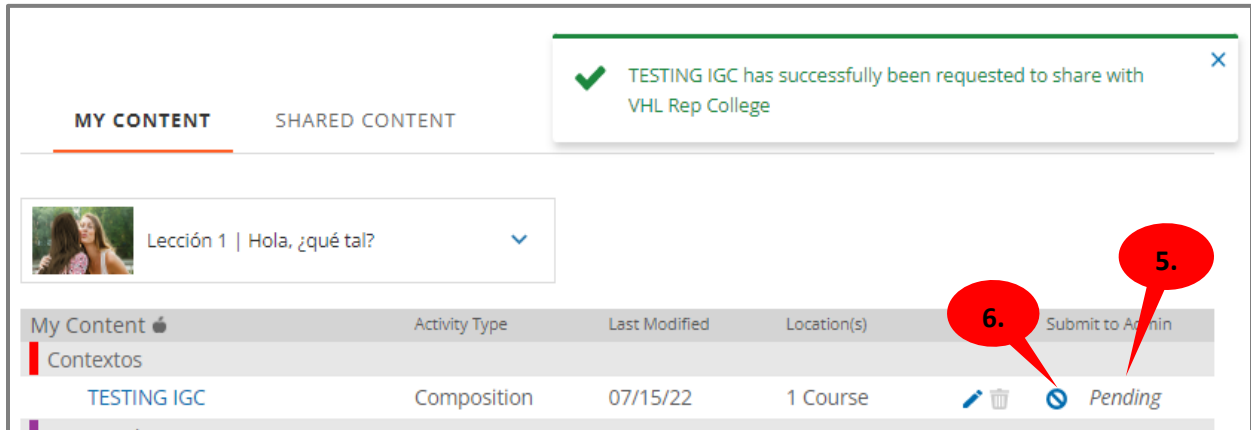 TESTING IGC has successfully been requested to share with
VHL Rep College
MY CONTENT SHARED CONTENT
Lección 1 | Hola, ¿qué tal?
5.
6.
My Content Activity Type Last Modified Location(s) Submit to Admin
Contextos
TESTING IGC Composition 07/15/22 1 Course Pending